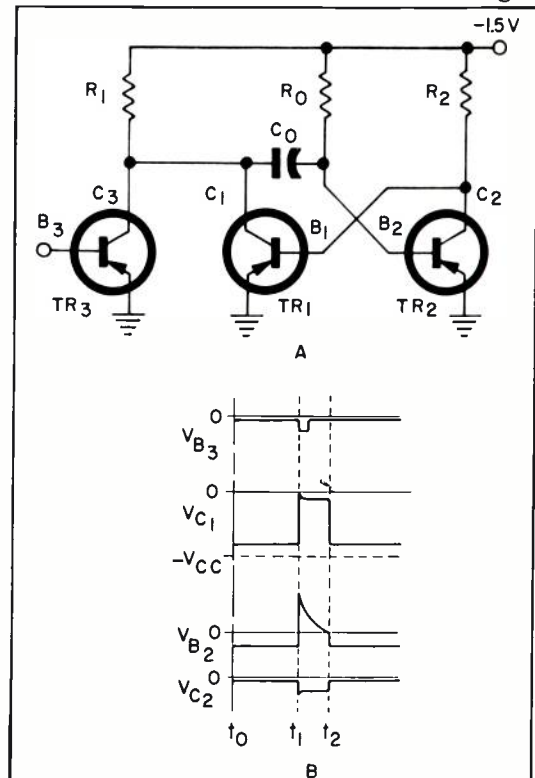 -1.5 V
R1 R0 R2
C0
C3 C1 C2
B3 B1 B2
TR3 TR1 TR2
A
0
VB3
0
VC1
-VCC
VB2 0
0
VC2
t0 t1 t2
B